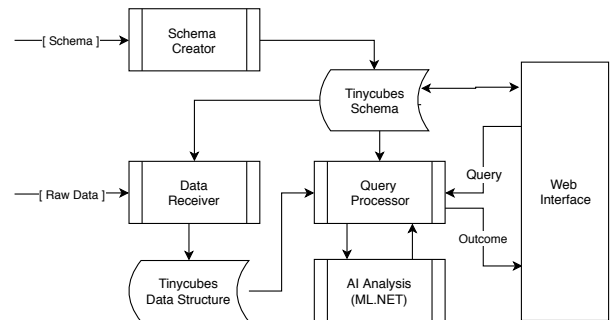 [ Schema ]
Schema
Creator
Tinycubes
Schema
[ Raw Data ]
Data
Receiver
Query
Processor
Query
Web
Interface
Outcome
Tinycubes
Data Structure
AI Analysis
(ML.NET)